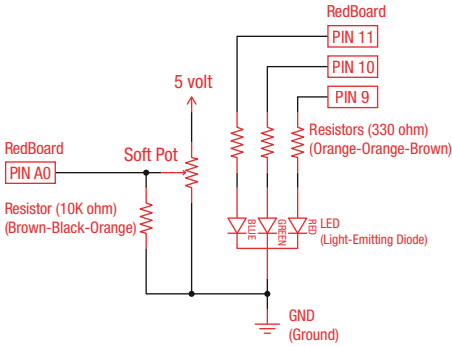 RedBoard
PIN 11
PIN 10
PIN 9
5 volt
Resistors (330 ohm)
(Orange-Orange-Brown)
RedBoard
PIN A0
Soft Pot
Resistor (10K ohm)
(Brown-Black-Orange)
BLUE
GREEN
RED
LED
(Light-Emitting Diode)
GND
(Ground)